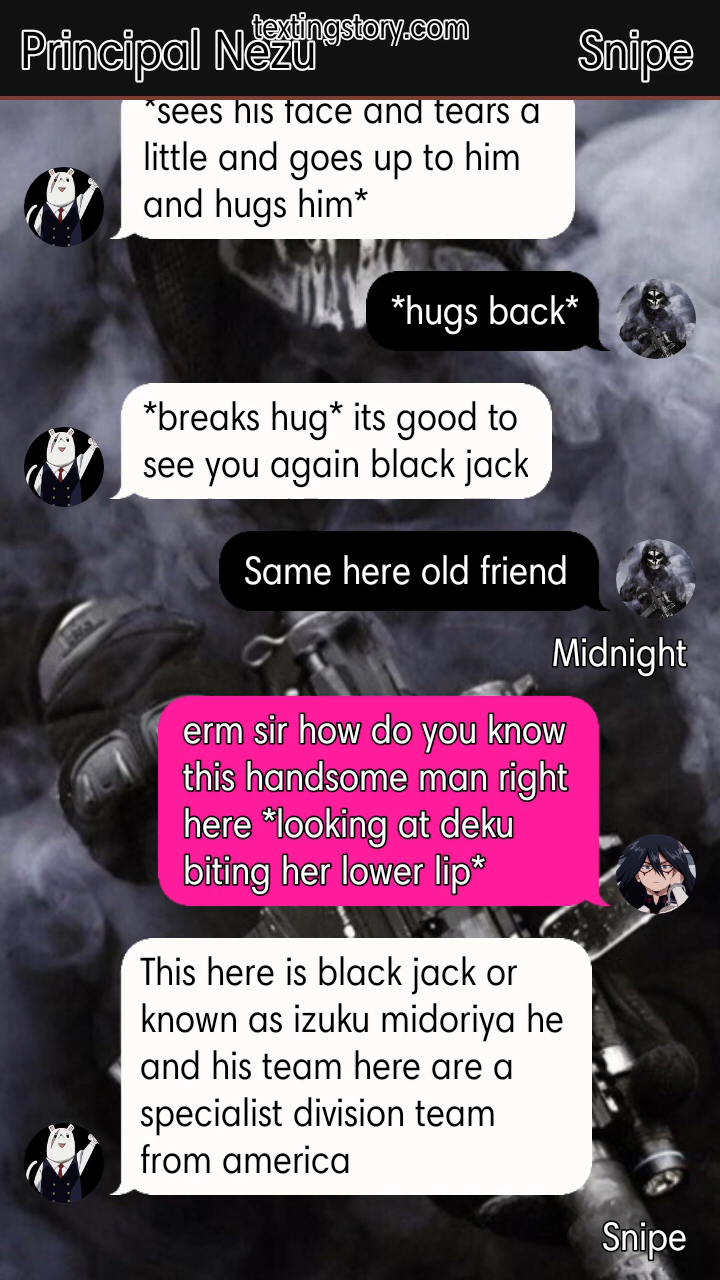 textingstory.com
Principal Nezu
Snipe
*sees his face and tears a
little and goes up to him
and hugs him*
*hugs back*
*breaks hug* its good to
see you again black jack
Same here old friend
Midnight
erm sir how do you know
this handsome man right
here *looking at deku
biting her lower lip*
This here is black jack or
known as izuku midoriya he
and his team here are a
specialist division team
from america
Snipe